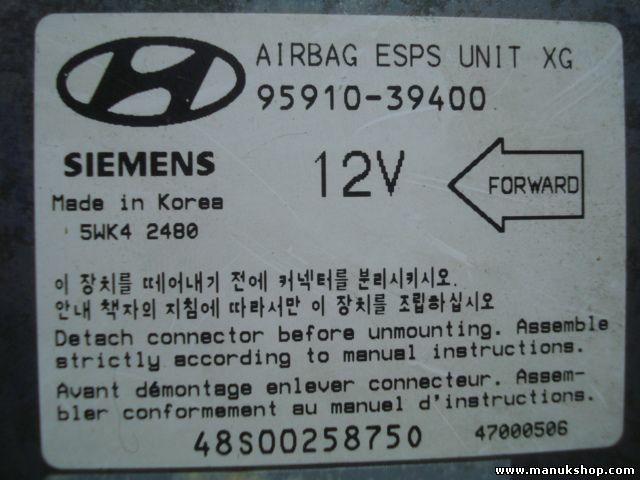 AIRBAG ESPS UNIT XG
95910-39400
SIEMENS
12V
FORWARD
Made in Korea
5WK4 2480
이 장치를 떼어내기 전에 커넥터를 분리시키시오.
안내 책자의 지침에 따라서만 이 장치를 조립하십시오
Detach connector before unmounting. Assemble
strictly according to manual instructions.
Avant démontage enlever connecteur. Assem-
bler conformement au manuel d'instructions.
48S00258750
47000506
www.manukshop.com